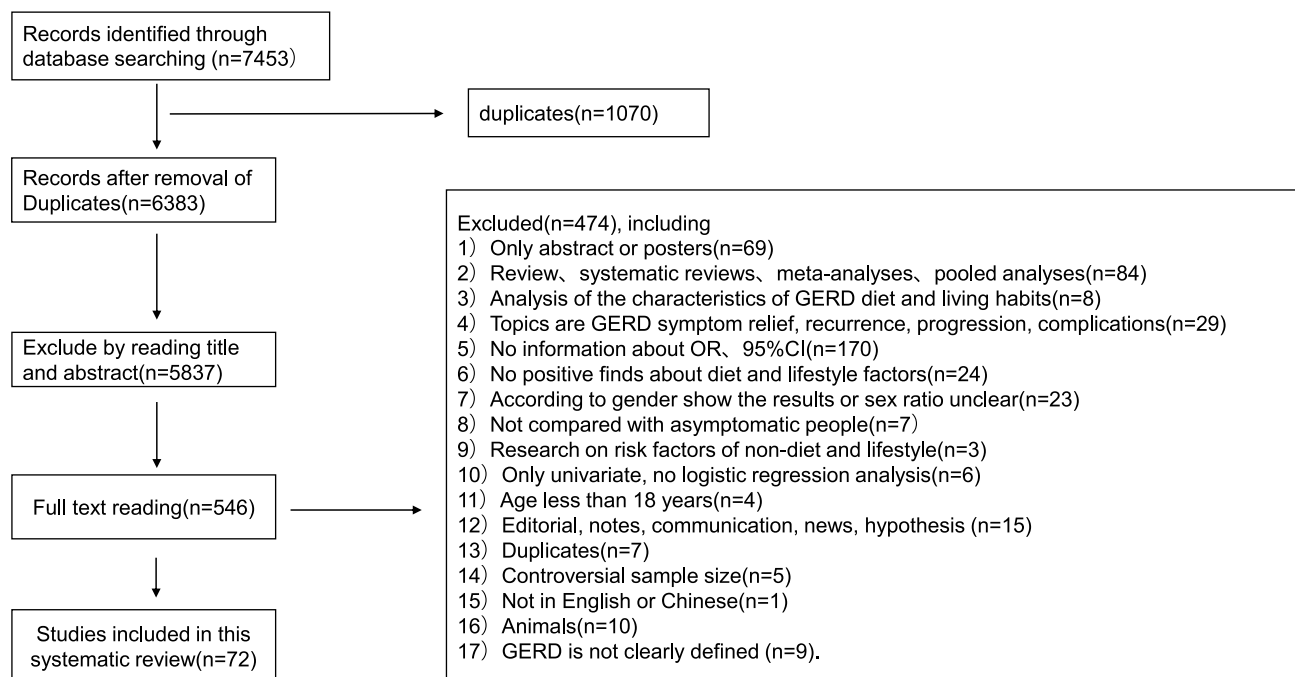 Records identified through
database searching (n=7453）
duplicates(n=1070)
Records after removal of
Duplicates(n=6383)
Exclude by reading title
and abstract(n=5837)
Full text reading(n=546)
Studies included in this
systematic review(n=72)
Excluded(n=474), including
1）Only abstract or posters(n=69)
2）Review、systematic reviews、meta-analyses、pooled analyses(n=84)
3）Analysis of the characteristics of GERD diet and living habits(n=8)
4）Topics are GERD symptom relief, recurrence, progression, complications(n=29)
5）No information about OR、95%CI(n=170)
6）No positive finds about diet and lifestyle factors(n=24)
7）According to gender show the results or sex ratio unclear(n=23)
8）Not compared with asymptomatic people(n=7）
9）Research on risk factors of non-diet and lifestyle(n=3)
10）Only univariate, no logistic regression analysis(n=6)
11）Age less than 18 years(n=4)
12）Editorial, notes, communication, news, hypothesis (n=15)
13）Duplicates(n=7)
14）Controversial sample size(n=5)
15）Not in English or Chinese(n=1)
16）Animals(n=10)
17）GERD is not clearly defined (n=9).